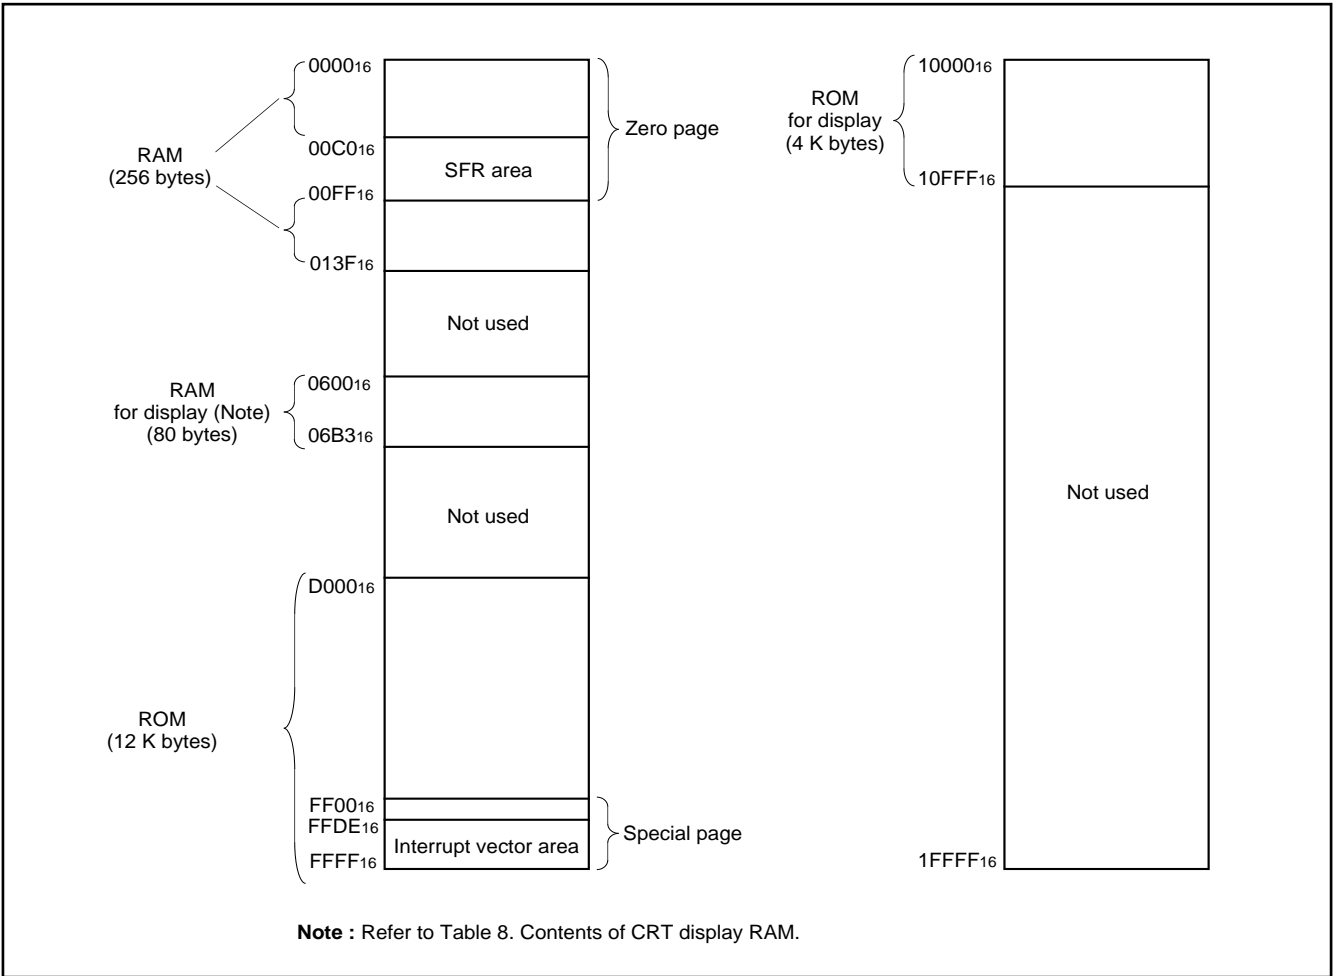 000016
00C016
RAM
(256 bytes)
SFR area
00FF16
013F16
Zero page
Not used
RAM
for display (Note)
(80 bytes)
060016
06B316
Not used
D00016
ROM
(12 K bytes)
FF0016
FFDE16
Interrupt vector area
FFFF16
Special page
1000016
ROM
for display
(4 K bytes)
10FFF16
Not used
1FFFF16
Note : Refer to Table 8. Contents of CRT display RAM.